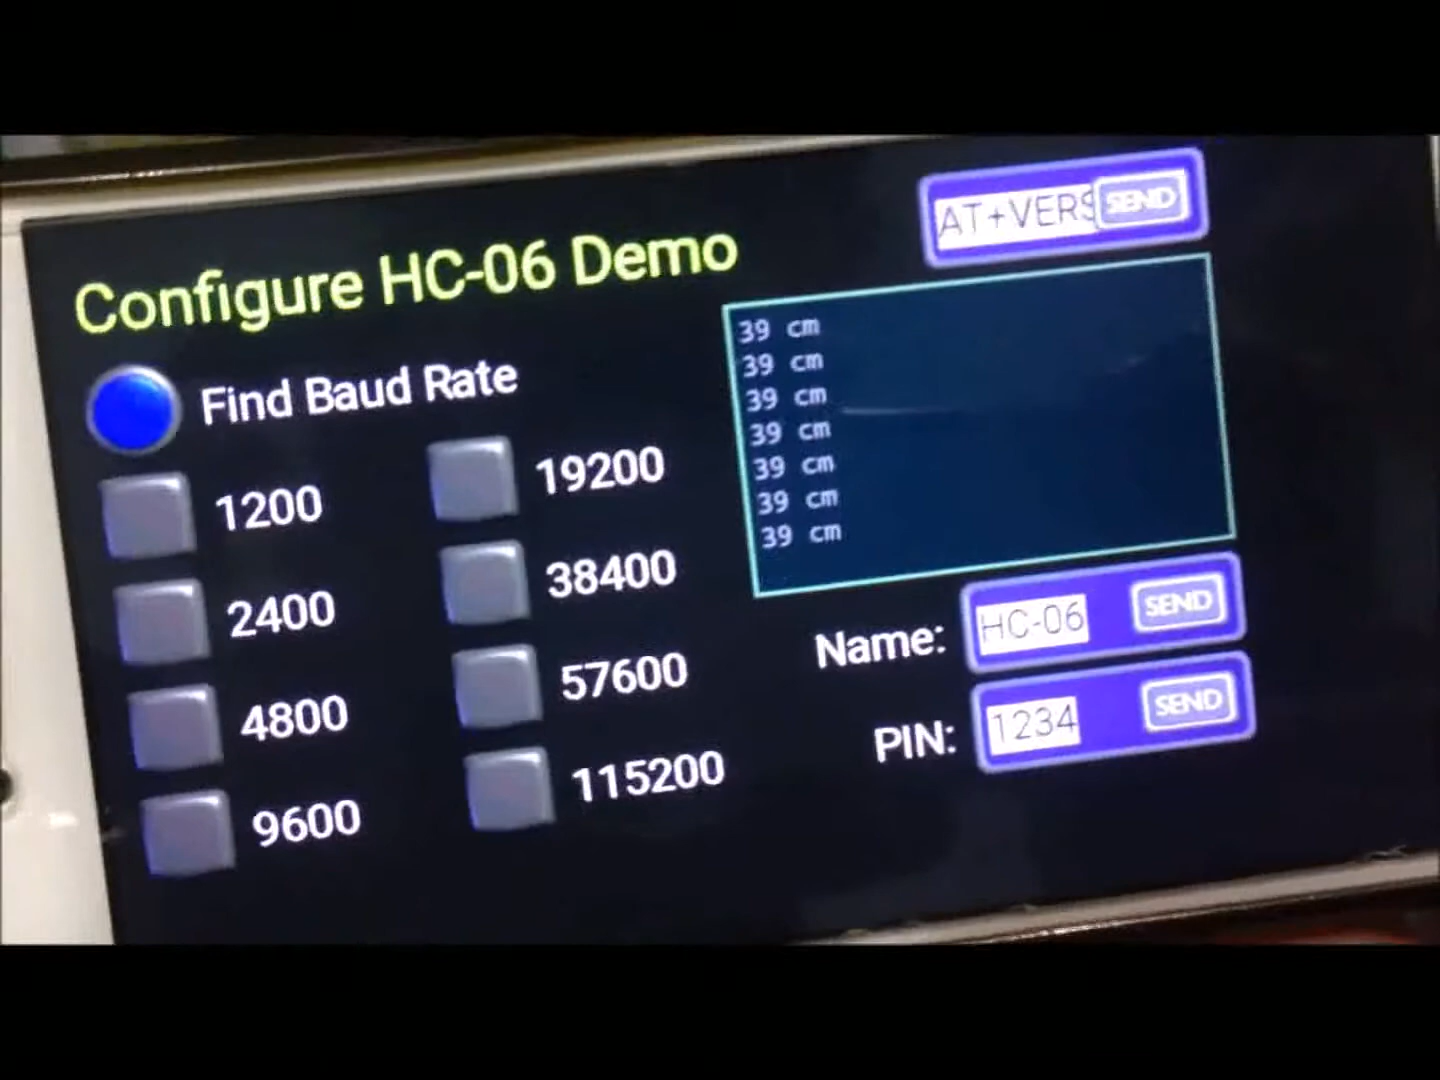 AT+VERS SEND
Configure HC-06 Demo
Find Baud Rate
1200
2400
4800
9600
19200
38400
57600
115200
39 cm
39 cm
39 cm
39 cm
39 cm
39 cm
39 cm
Name: HC-06 SEND
PIN: 1234 SEND